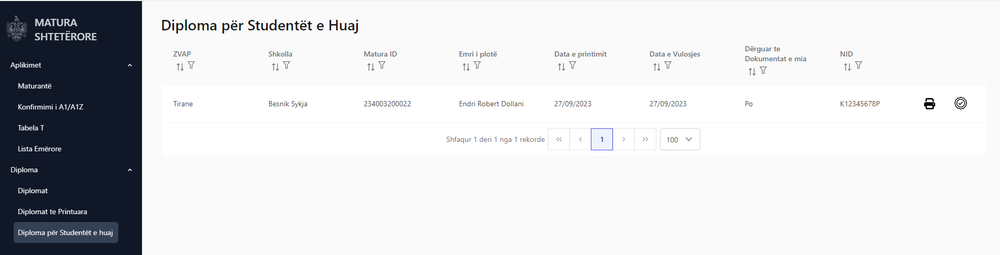 MATURA
SHTETËRORE
Aplikimet
Maturantë
Konfirmimi i A1/A1Z
Tabela T
Lista Emërore
Diploma
Diplomat
Diplomat te Printuara
Diploma për Studentët e huaj
Diploma për Studentët e Huaj
ZVAP Shkolla Matura ID Emri i plotë Data e printimit Data e Vulosjes Dërguar te Dokumentat e mia NID
Tirane Besnik Sykja 234003200022 Endri Robert Dollani 27/09/2023 27/09/2023 Po K12345678P
Shfaqur 1 deri 1 nga 1 rekorde 1 100